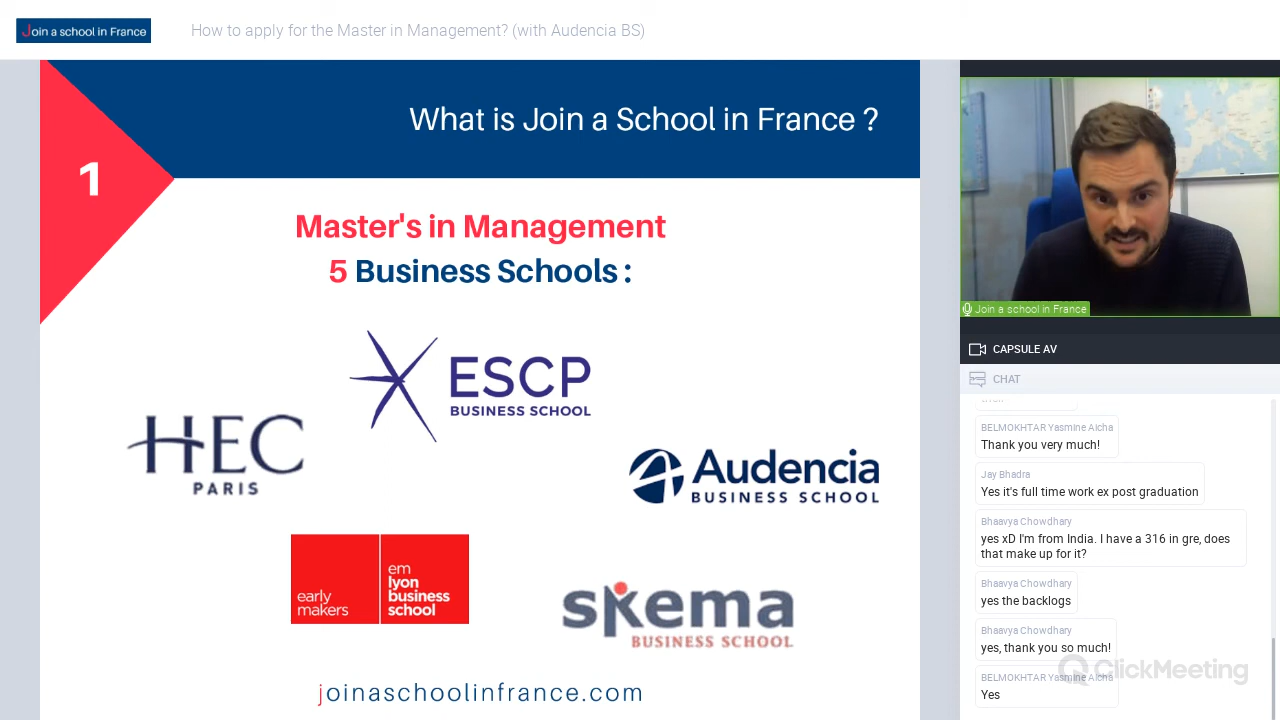 Join a school in France
How to apply for the Master in Management? (with Audencia BS)
1
What is Join a School in France ?
Master's in Management
5 Business Schools :
ESCP
BUSINESS SCHOOL
HEC
PARIS
Audencia
BUSINESS SCHOOL
early
makers
em
lyon
business
school
skema
BUSINESS SCHOOL
joinaschoolinfrance.com
Join a school in France
CAPSULE AV
CHAT
BELMOKHTAR Yasmine Aicha
Thank you very much!
Jay Bhadra
Yes it's full time work ex post graduation
Bhaavya Chowdhary
yes xD I'm from India. I have a 316 in gre, does
that make up for it?
Bhaavya Chowdhary
yes the backlogs
Bhaavya Chowdhary
yes, thank you so much!
BELMOKHTAR Yasmine Aicha
Yes
ClickMeeting